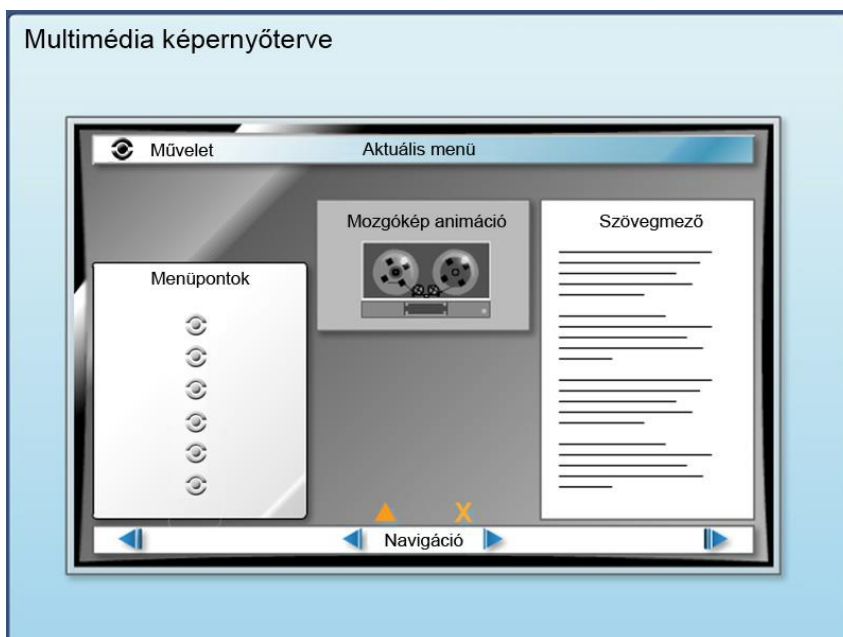 Multimédia képernyőterve
Művelet
Aktuális menü
Mozgókép animáció
Szövegmező
Menüpontok
X
Navigáció